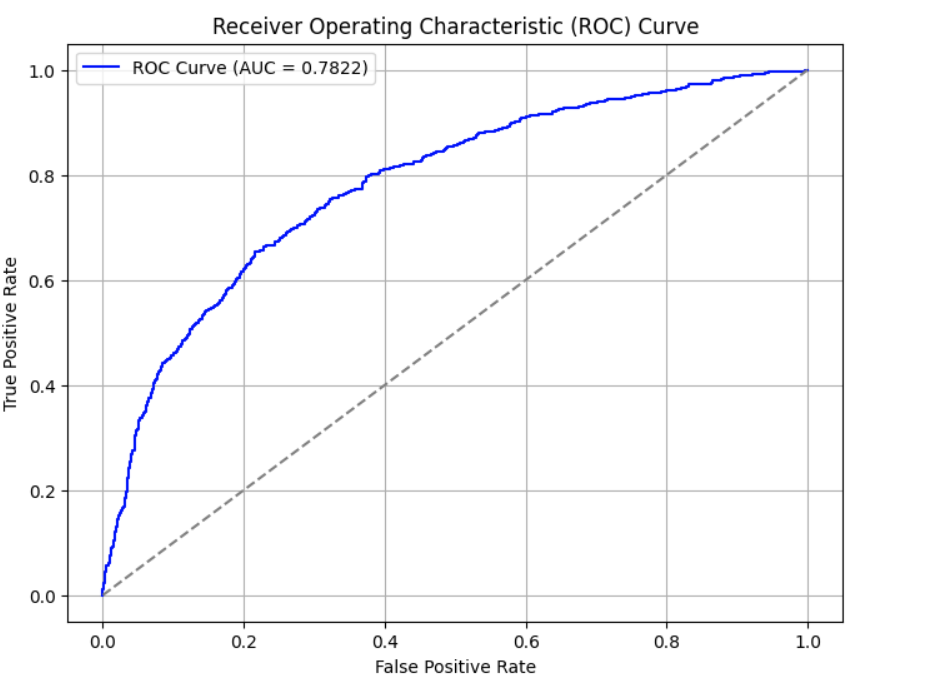 Receiver Operating Characteristic (ROC) Curve
ROC Curve (AUC = 0.7822)
True Positive Rate
1.0
0.8
0.6
0.4
0.2
0.0
0.0 0.2 0.4 0.6 0.8 1.0
False Positive Rate